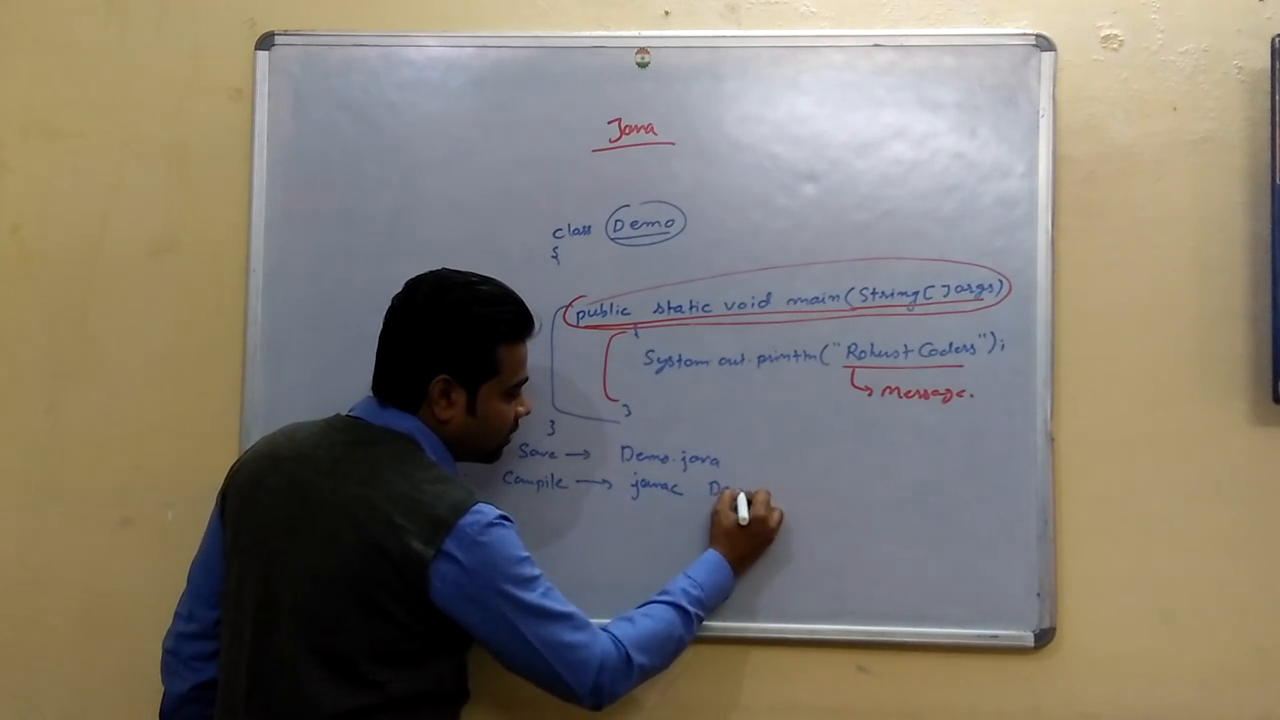 Java
class Demo
{
public static void main(String[]args)
{
System.out.println("Robust Coders");
Message.
}
}
Save → Demo.java
Compile → javac De